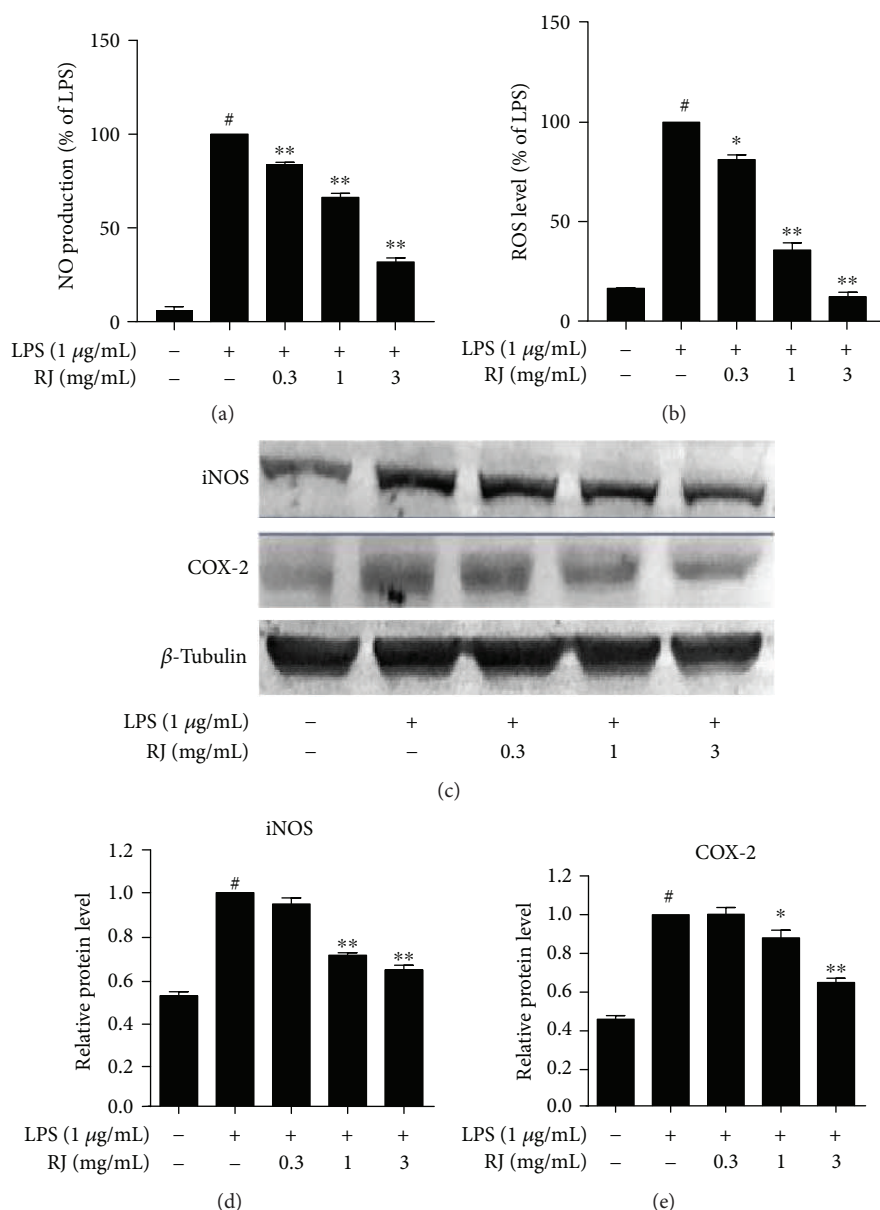 150
100
50
0
NO production (% of LPS)
#
**
**
**
LPS (1 μg/mL) − + + + +
RJ (mg/mL) − − 0.3 1 3
(a)
150
100
50
0
ROS level (% of LPS)
#
*
**
**
LPS (1 μg/mL) − + + + +
RJ (mg/mL) − − 0.3 1 3
(b)
iNOS
COX-2
β-Tubulin
LPS (1 μg/mL) − + + + +
RJ (mg/mL) − − 0.3 1 3
(c)
iNOS
1.2
1.0
0.8
0.6
0.4
0.2
0.0
Relative protein level
#
**
**
LPS (1 μg/mL) − + + + +
RJ (mg/mL) − − 0.3 1 3
(d)
COX-2
1.2
1.0
0.8
0.6
0.4
0.2
0.0
Relative protein level
#
*
**
LPS (1 μg/mL) − + + + +
RJ (mg/mL) − − 0.3 1 3
(e)